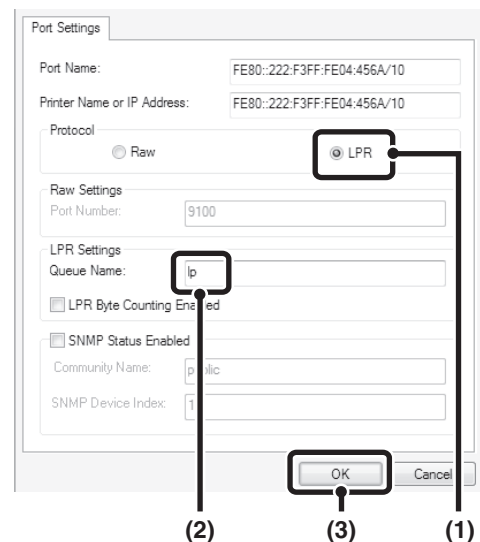 Port Settings
Port Name: FE80::222:F3FF:FE04:456A/10
Printer Name or IP Address: FE80::222:F3FF:FE04:456A/10
Protocol
Raw LPR
Raw Settings
Port Number: 9100
LPR Settings
Queue Name: lp
LPR Byte Counting Enabled
SNMP Status Enabled
Community Name: public
SNMP Device Index: 1
OK Cancel
(2) (3) (1)